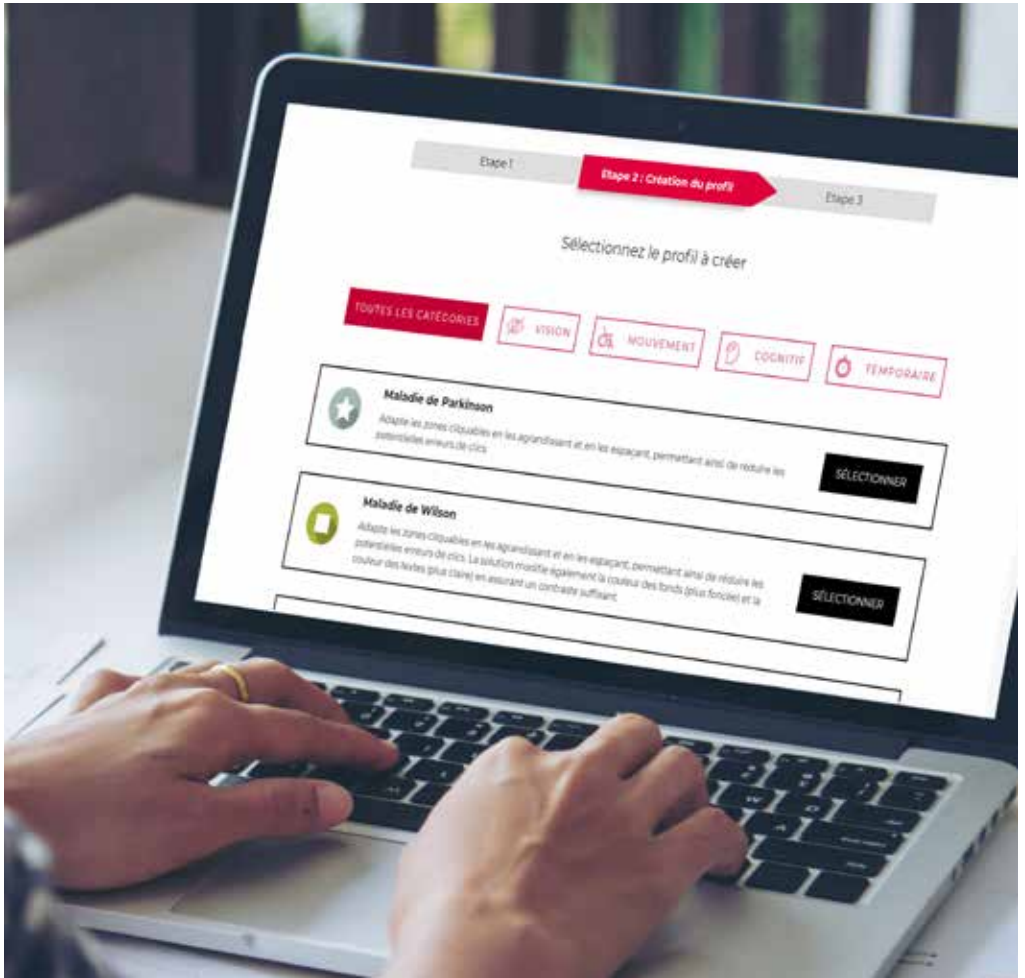 Etape 1
Etape 2 : Création du profil
Etape 3
Sélectionnez le profil à créer
TOUTES LES CATÉGORIES
VISION
MOUVEMENT
COGNITIF
TEMPORAIRE
Maladie de Parkinson
Adapte les zones cliquables en les agrandissant et en les espaçant, permettant ainsi de réduire les
potentielles erreurs de clics
SÉLECTIONNER
Maladie de Wilson
Adapte les zones cliquables en les agrandissant et en les espaçant, permettant ainsi de réduire les
potentielles erreurs de clics. La solution modifie également la couleur des fonds (plus foncée) et la
couleur des textes (plus claire) en assurant un contraste suffisant.
SÉLECTIONNER